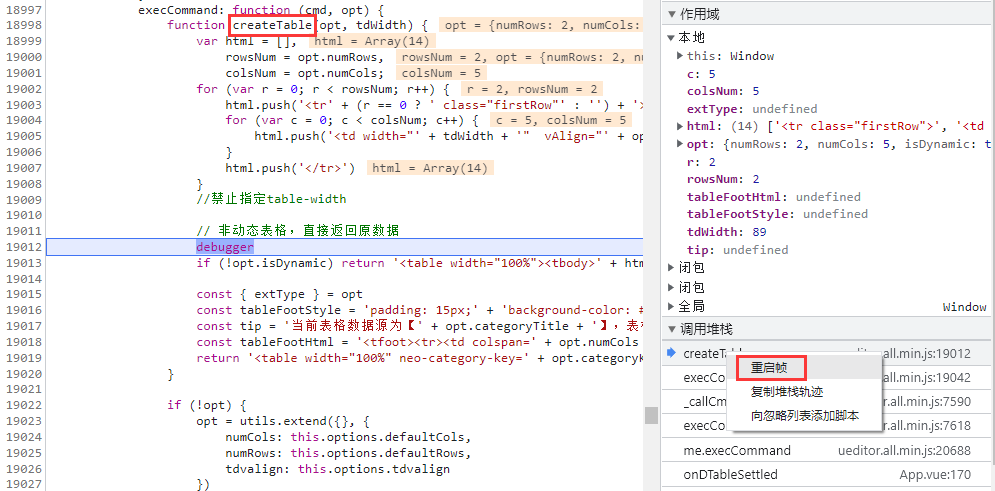 18997 execCommand: function (cmd, opt) {
18998 function createTable(opt, tdWidth) { opt = {numRows: 2, numCols:
18999 var html = [], html = Array(14)
19000 rowsNum = opt.numRows, rowsNum = 2, opt = {numRows: 2, nu
19001 colsNum = opt.numCols; colsNum = 5
19002 for (var r = 0; r < rowsNum; r++) { r = 2, rowsNum = 2
19003 html.push('<tr' + (r == 0 ? ' class="firstRow"' : '') + '>
19004 for (var c = 0; c < colsNum; c++) { c = 5, colsNum = 5
19005 html.push('<td width="' + tdWidth + '" vAlign="' + op
19006 }
19007 html.push('</tr>') html = Array(14)
19008 }
19009 //禁止指定table-width
19010
19011 // 非动态表格，直接返回原数据
19012 debugger
19013 if (!opt.isDynamic) return '<table width="100%"><tbody>' + htm
19014
19015 const { extType } = opt
19016 const tableFootStyle = 'padding: 15px;' + 'background-color: #
19017 const tip = '当前表格数据源为【' + opt.categoryTitle + '】，表格
19018 const tableFootHtml = '<tfoot><tr><td colspan=' + opt.numCols
19019 return '<table width="100%" neo-category-key=' + opt.categoryK
19020 }
19021
19022 if (!opt) {
19023 opt = utils.extend({}, {
19024 numCols: this.options.defaultCols,
19025 numRows: this.options.defaultRows,
19026 tdvalign: this.options.tdvalign
19027 })
作用域
本地
this: Window
c: 5
colsNum: 5
extType: undefined
html: (14) ['<tr class="firstRow">', '<td
opt: {numRows: 2, numCols: 5, isDynamic: t
r: 2
rowsNum: 2
tableFootHtml: undefined
tableFootStyle: undefined
tdWidth: 89
tip: undefined
闭包
闭包
全局 Window
调用堆栈
createTa ueditor.all.min.js:19012
重启帧
execCo r.all.min.js:19042
复制堆栈轨迹
_callCm er.all.min.js:7590
向忽略列表添加脚本
execCo er.all.min.js:7618
me.execCommand ueditor.all.min.js:20688
onDTableSettled App.vue:170